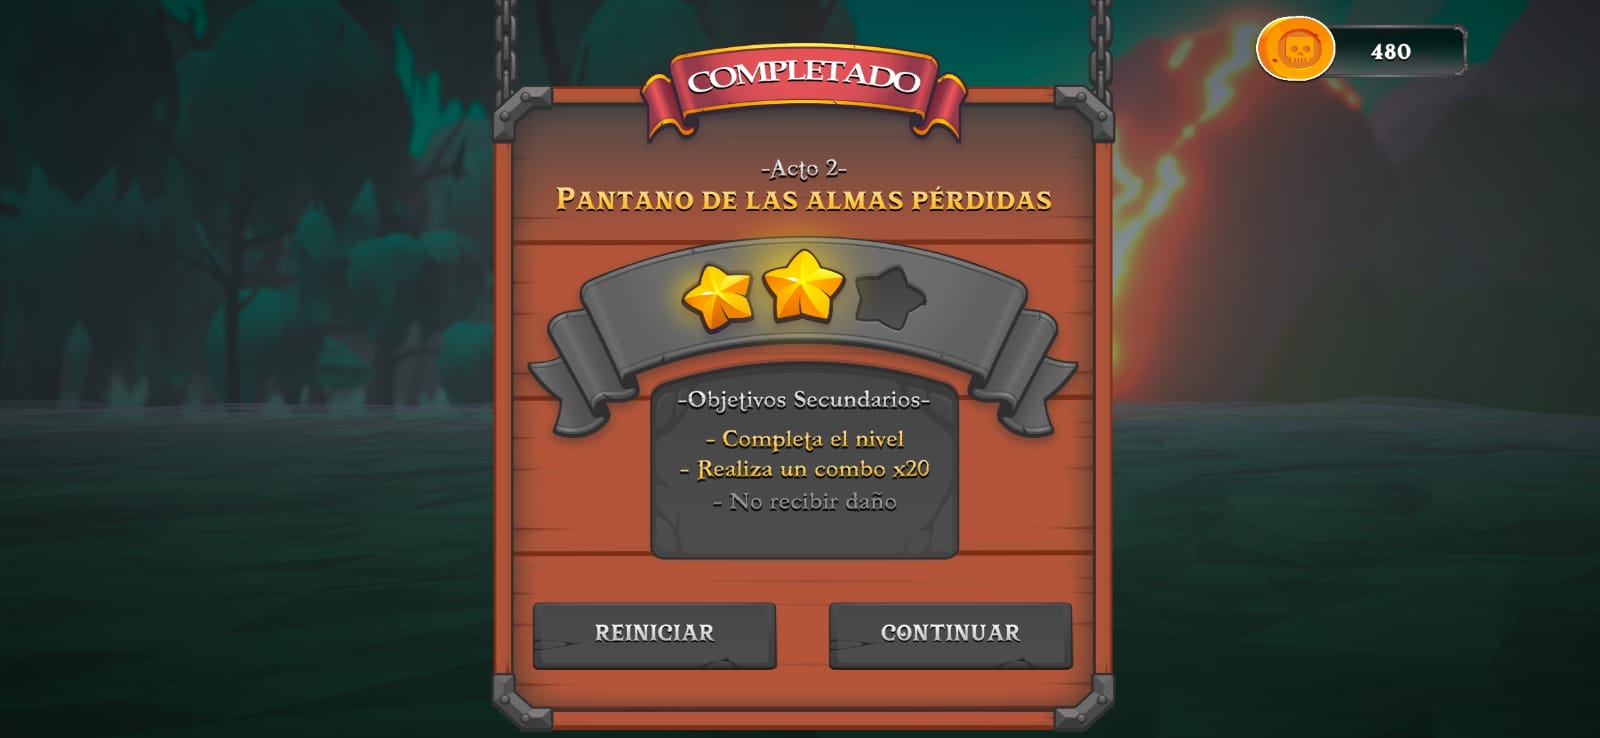 480
COMPLETADO
-Acto 2-
PANTANO DE LAS ALMAS PÉRDIDAS
-Objetivos Secundarios-
- Completa el nivel
- Realiza un combo x20
- No recibir daño
REINICIAR
CONTINUAR